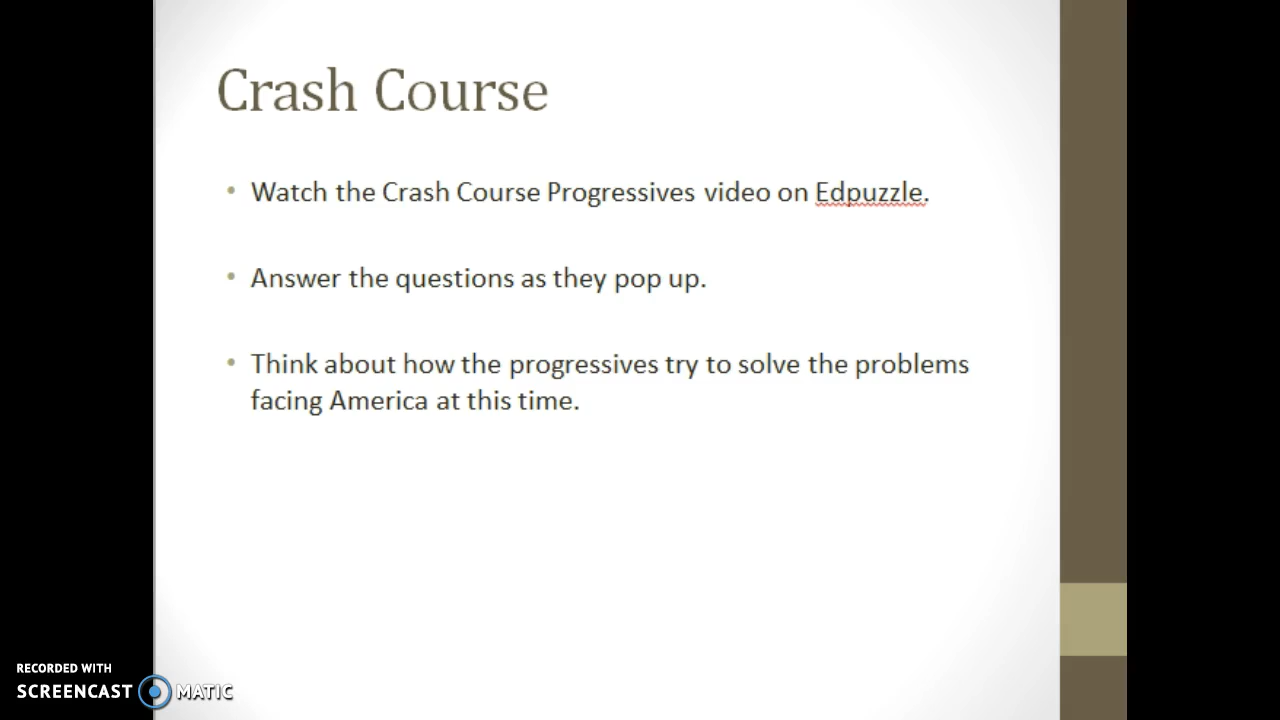 Crash Course
• Watch the Crash Course Progressives video on Edpuzzle.
• Answer the questions as they pop up.
• Think about how the progressives try to solve the problems
facing America at this time.
RECORDED WITH
SCREENCAST MATIC